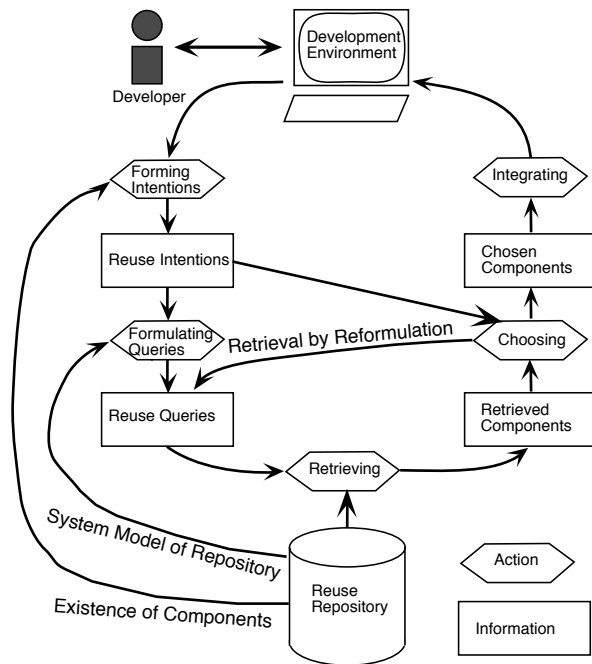 Development
Environment
Developer
Forming
Intentions
Integrating
Reuse Intentions
Chosen
Components
Formulating
Queries
Retrieval by Reformulation
Choosing
Reuse Queries
Retrieved
Components
Retrieving
System Model of Repository
Existence of Components
Reuse
Repository
Action
Information